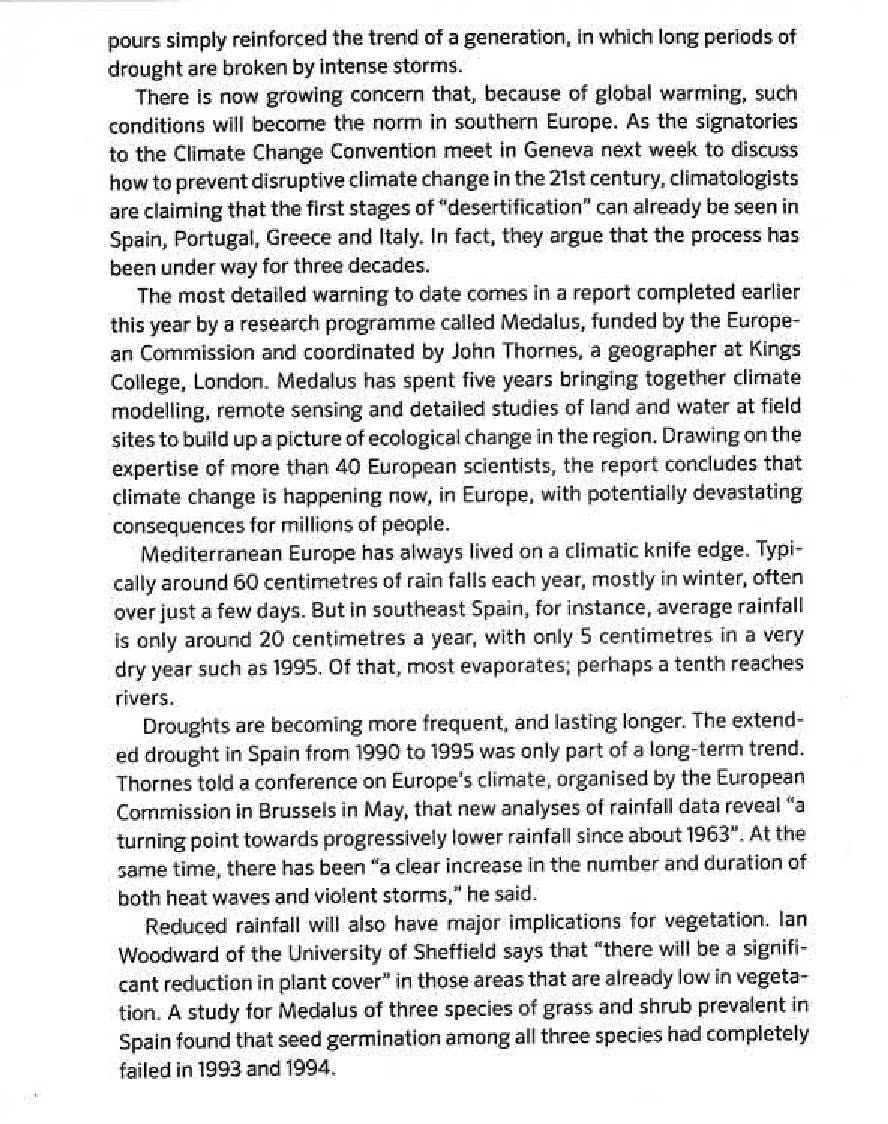 pours simply reinforced the trend of a generation, in which long periods of
drought are broken by intense storms.
There is now growing concern that, because of global warming, such
conditions will become the norm in southern Europe. As the signatories
to the Climate Change Convention meet in Geneva next week to discuss
how to prevent disruptive climate change in the 21st century, climatologists
are claiming that the first stages of "desertification" can already be seen in
Spain, Portugal, Greece and Italy. In fact, they argue that the process has
been under way for three decades.
The most detailed warning to date comes in a report completed earlier
this year by a research programme called Medalus, funded by the Europe-
an Commission and coordinated by John Thornes, a geographer at Kings
College, London. Medalus has spent five years bringing together climate
modelling, remote sensing and detailed studies of land and water at field
sites to build up a picture of ecological change in the region. Drawing on the
expertise of more than 40 European scientists, the report concludes that
climate change is happening now, in Europe, with potentially devastating
consequences for millions of people.
Mediterranean Europe has always lived on a climatic knife edge. Typi-
cally around 60 centimetres of rain falls each year, mostly in winter, often
over just a few days. But in southeast Spain, for instance, average rainfall
is only around 20 centimetres a year, with only 5 centimetres in a very
dry year such as 1995. Of that, most evaporates; perhaps a tenth reaches
rivers.
Droughts are becoming more frequent, and lasting longer. The extend-
ed drought in Spain from 1990 to 1995 was only part of a long-term trend.
Thornes told a conference on Europe's climate, organised by the European
Commission in Brussels in May, that new analyses of rainfall data reveal "a
turning point towards progressively lower rainfall since about 1963". At the
same time, there has been "a clear increase in the number and duration of
both heat waves and violent storms," he said.
Reduced rainfall will also have major implications for vegetation. Ian
Woodward of the University of Sheffield says that "there will be a signifi-
cant reduction in plant cover" in those areas that are already low in vegeta-
tion. A study for Medalus of three species of grass and shrub prevalent in
Spain found that seed germination among all three species had completely
failed in 1993 and 1994.